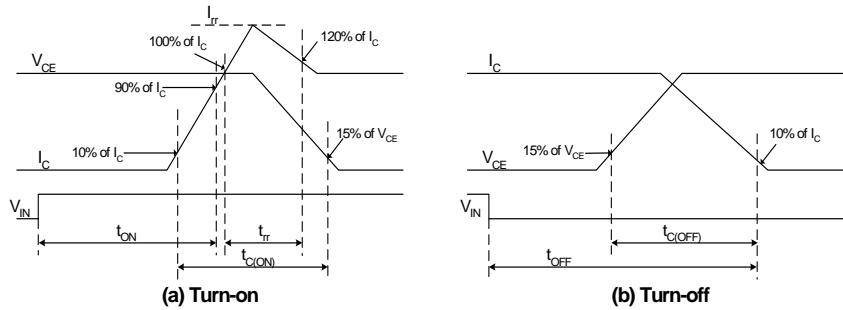 I_rr
100% of I_C
120% of I_C
V_CE
90% of I_C
10% of I_C
15% of V_CE
I_C
V_IN
t_ON
t_rr
t_C(ON)
(a) Turn-on
I_C
15% of V_CE
10% of I_C
V_CE
V_IN
t_C(OFF)
t_OFF
(b) Turn-off